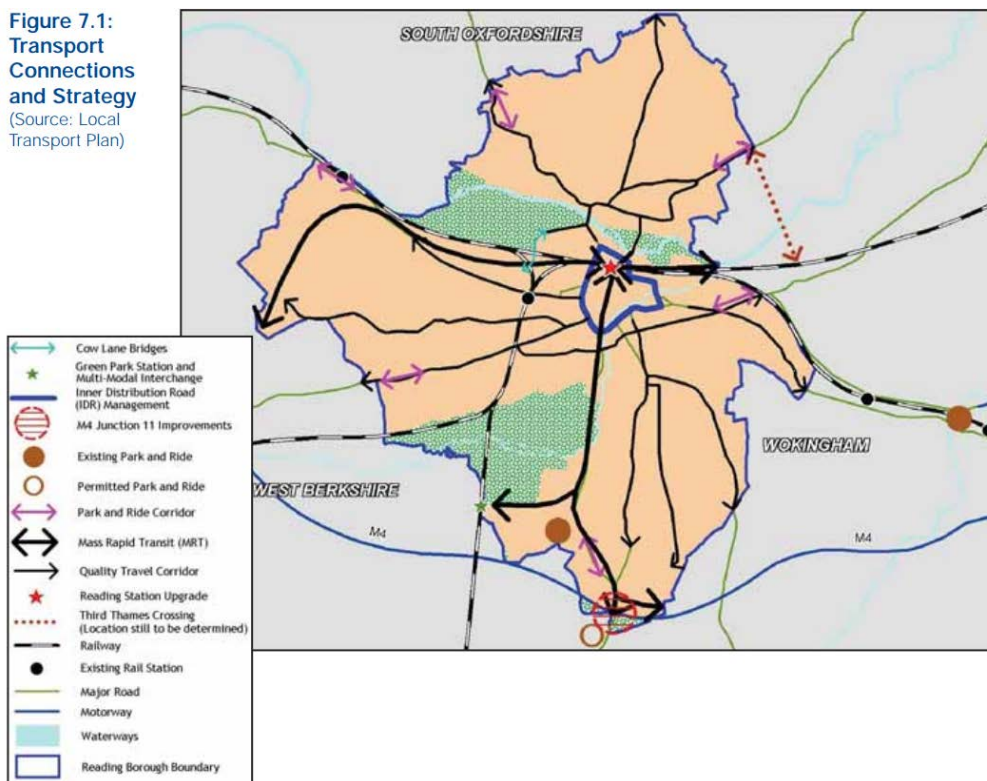 Figure 7.1:
Transport
Connections
and Strategy
(Source: Local
Transport Plan)
SOUTH OXFORDSHIRE
WOKINGHAM
WEST BERKSHIRE
M4
M4
Cow Lane Bridges
Green Park Station and
Multi-Modal Interchange
Inner Distribution Road
(IDR) Management
M4 Junction 11 Improvements
Existing Park and Ride
Permitted Park and Ride
Park and Ride Corridor
Mass Rapid Transit (MRT)
Quality Travel Corridor
Reading Station Upgrade
Third Thames Crossing
(Location still to be determined)
Railway
Existing Rail Station
Major Road
Motorway
Waterways
Reading Borough Boundary